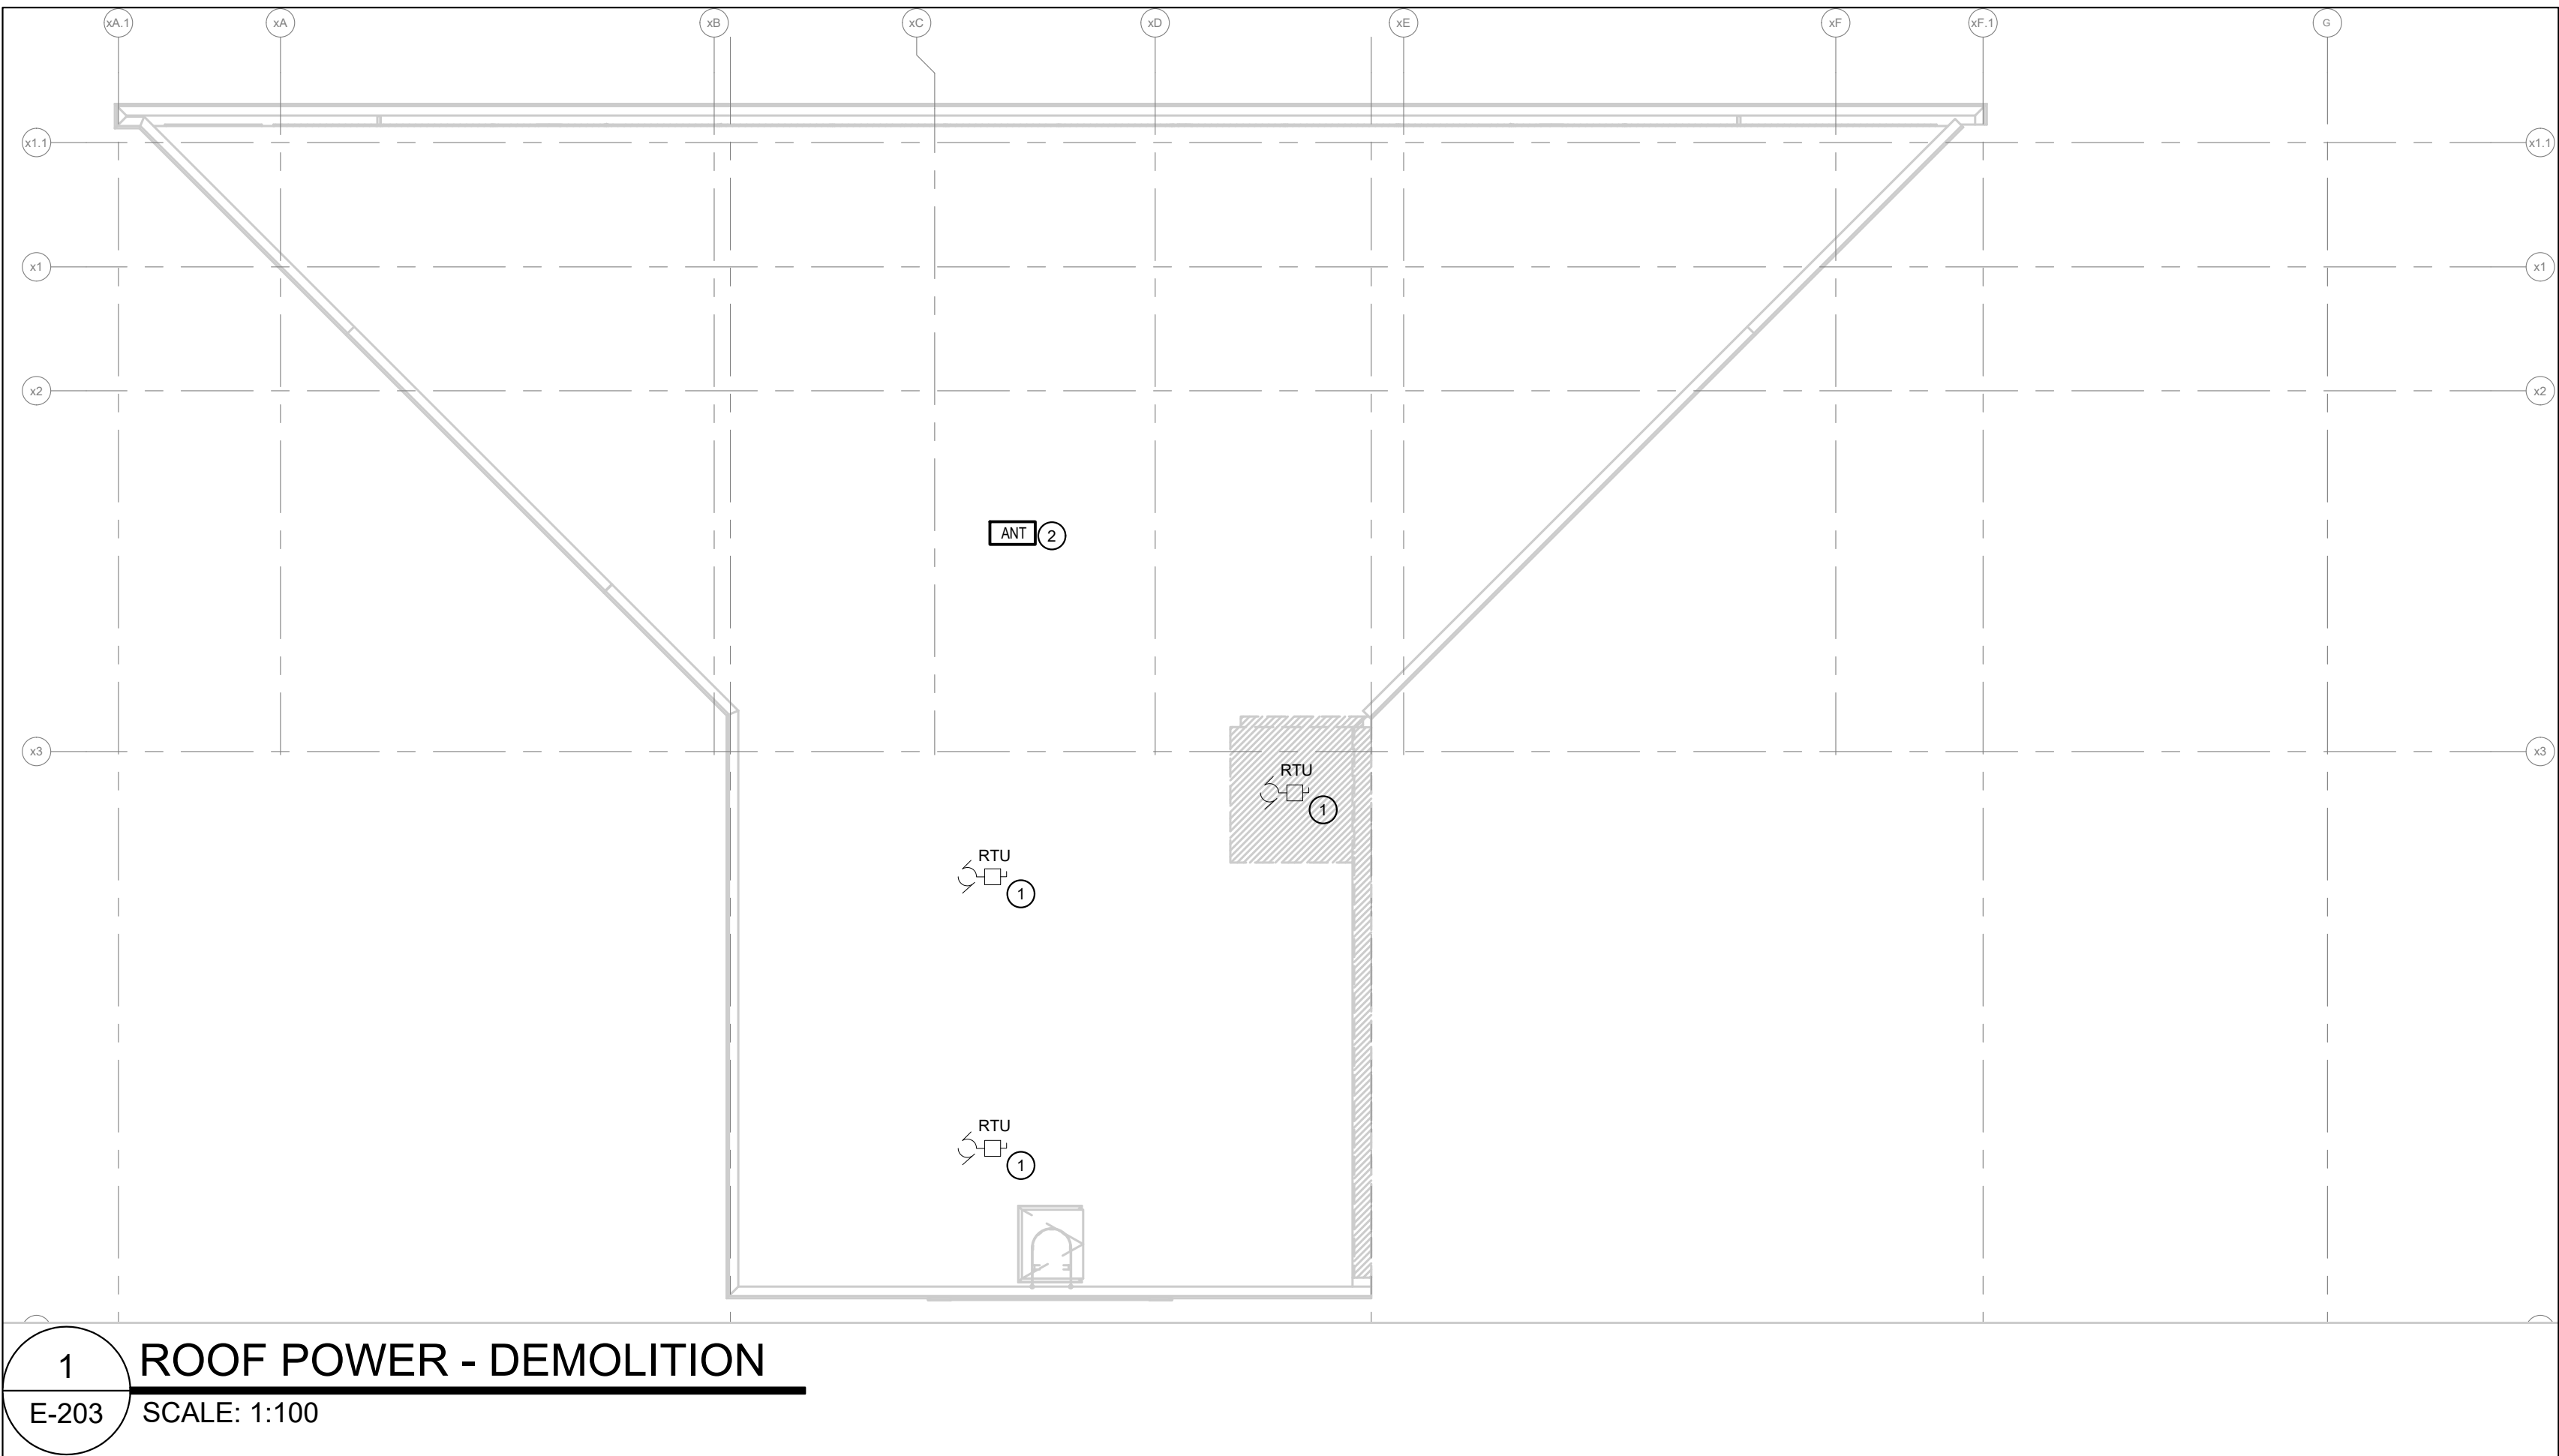 xA.1 xA xB xC xD xE xF xF.1 G
x1.1 x1.1
x1 x1
x2 x2
ANT 2
x3 x3
RTU
1
RTU
1
RTU
1
1 ROOF POWER - DEMOLITION
E-203 SCALE: 1:100